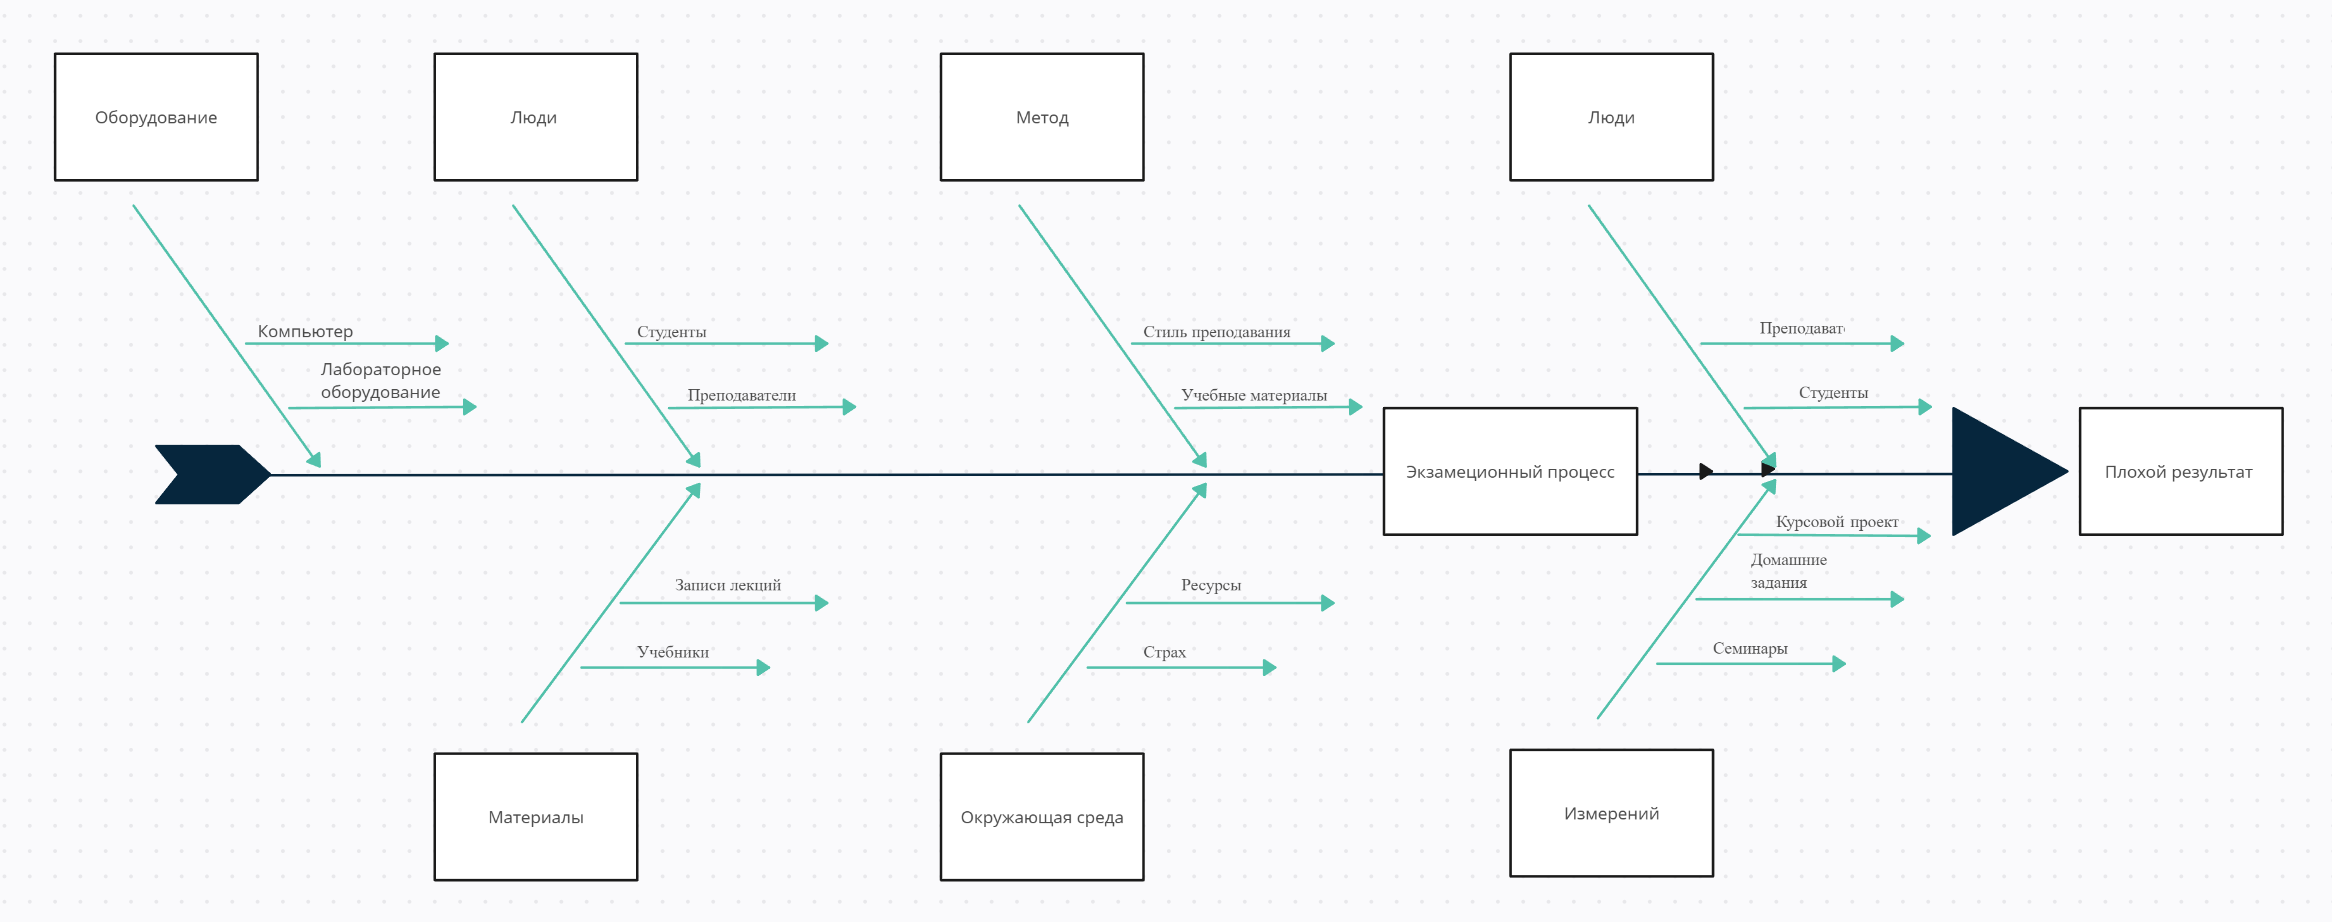 Оборудование
Люди
Метод
Люди
Компьютер
Лабораторное
оборудование
Студенты
Преподаватели
Стиль преподавания
Учебные материалы
Преподават
Студенты
Экзамеционный процесс
Плохой результат
Записи лекций
Учебники
Ресурсы
Страх
Курсовой проект
Домашние
задания
Семинары
Материалы
Окружающая среда
Измерений